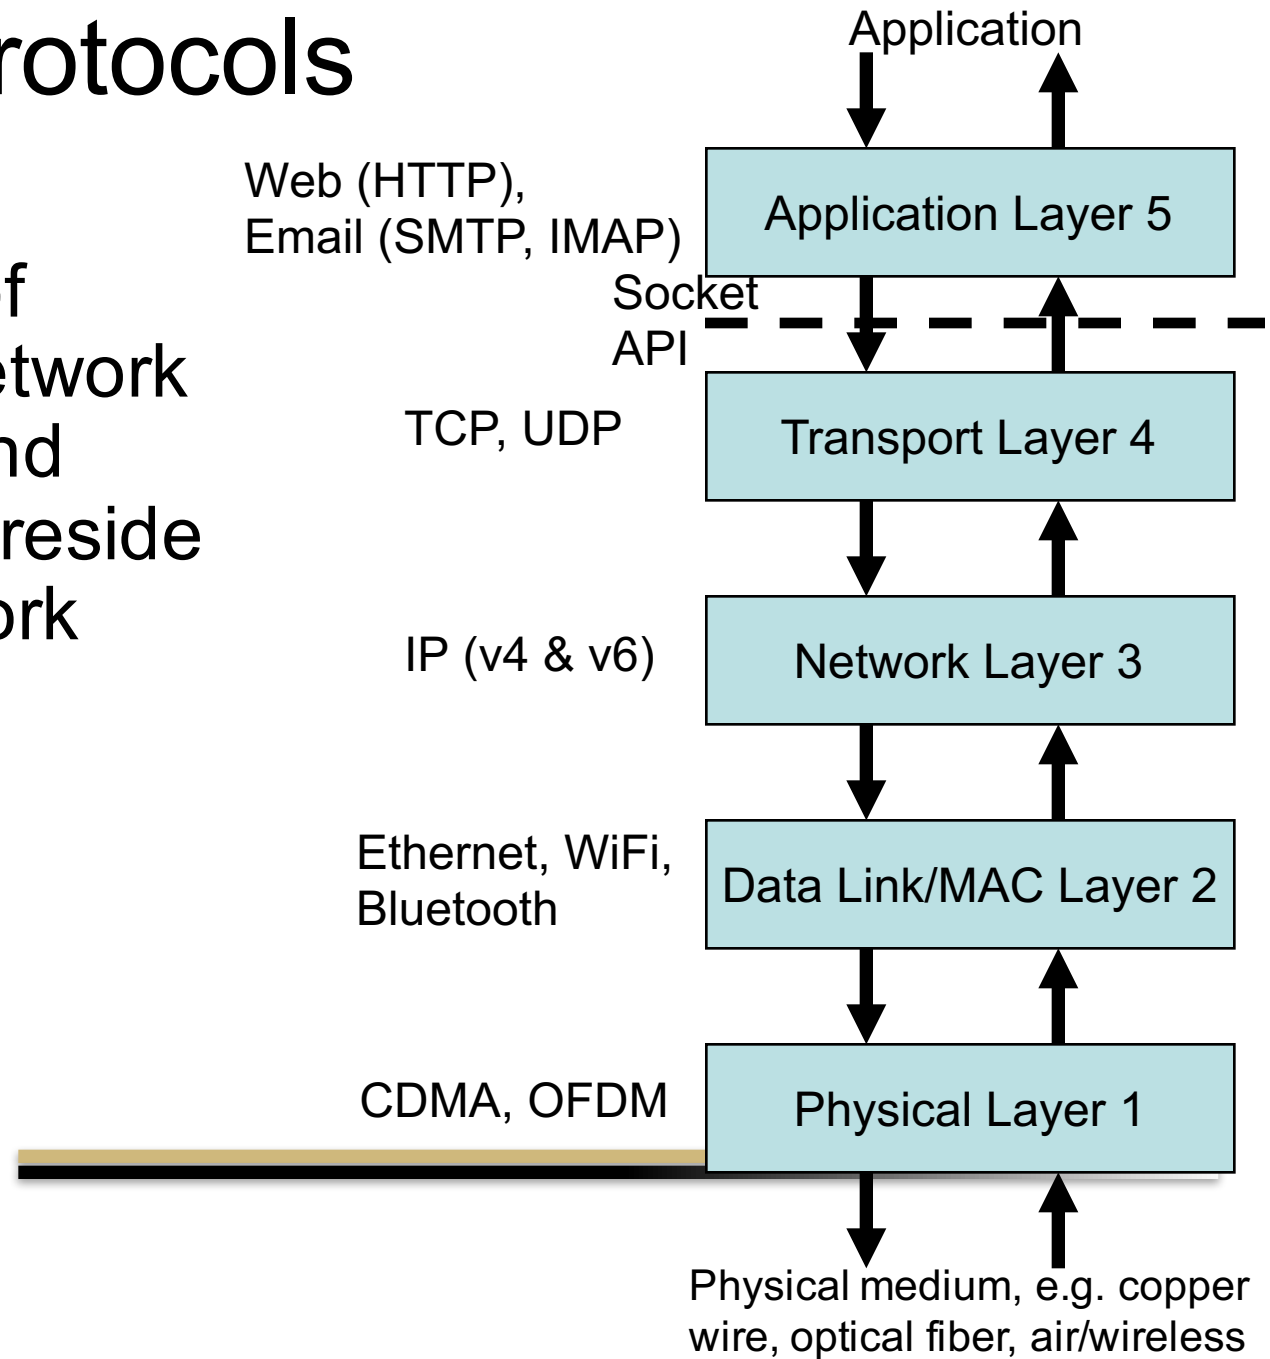 rotocols
of
etwork
nd
reside
ork
Application
Web (HTTP),
Email (SMTP, IMAP)
Application Layer 5
Socket
API
TCP, UDP
Transport Layer 4
IP (v4 & v6)
Network Layer 3
Ethernet, WiFi,
Bluetooth
Data Link/MAC Layer 2
CDMA, OFDM
Physical Layer 1
Physical medium, e.g. copper
wire, optical fiber, air/wireless